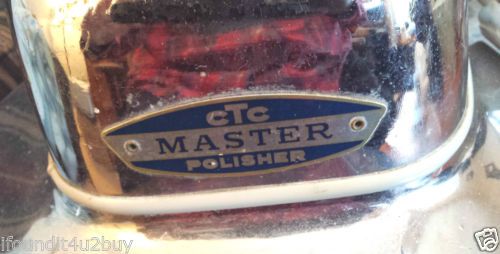 CTC
MASTER
POLISHER
ifoundit4u2buy